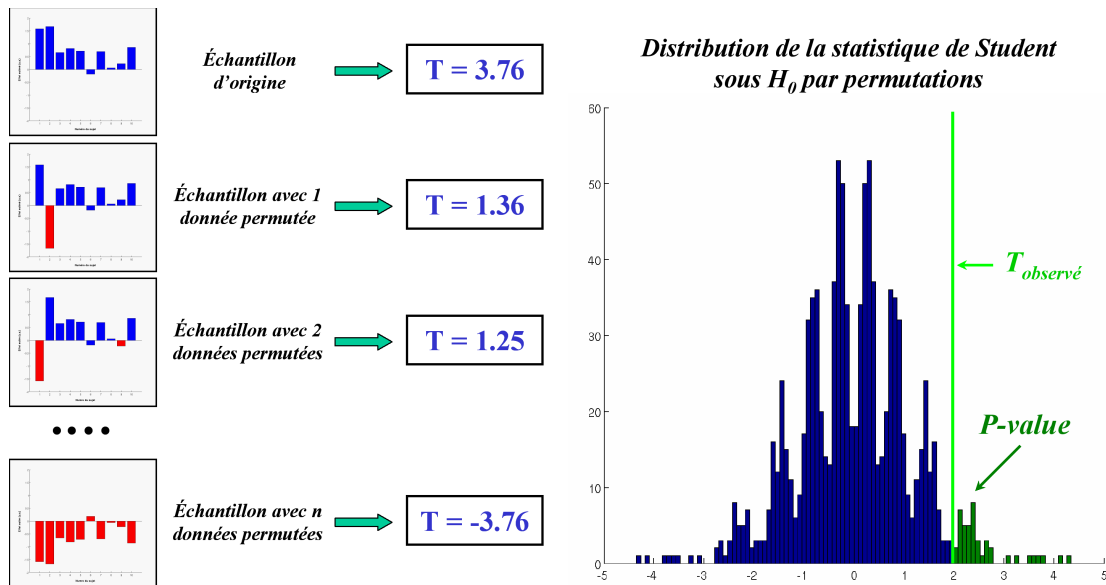 Échantillon
d'origine
T = 3.76
Échantillon avec 1
donnée permutée
T = 1.36
Échantillon avec 2
données permutées
T = 1.25
Échantillon avec n
données permutées
T = -3.76
Distribution de la statistique de Student
sous H0 par permutations
60
50
40
30
20
10
0
-5 -4 -3 -2 -1 0 1 2 3 4 5
Tobservé
P-value